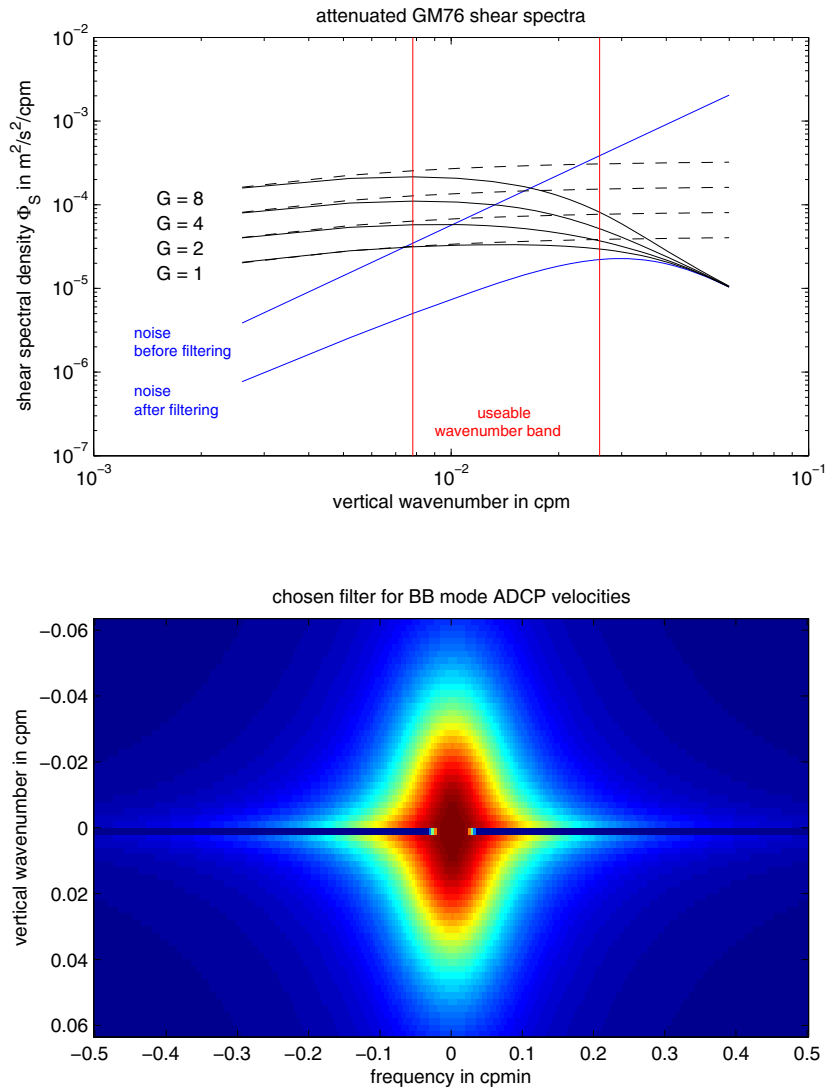 attenuated GM76 shear spectra
shear spectral density Φ_S in m²/s²/cpm
10⁻²
10⁻³
10⁻⁴
10⁻⁵
10⁻⁶
10⁻⁷
G = 8
G = 4
G = 2
G = 1
noise
before filtering
noise
after filtering
useable
wavenumber band
10⁻³
10⁻²
10⁻¹
vertical wavenumber in cpm
chosen filter for BB mode ADCP velocities
vertical wavenumber in cpm
−0.06
−0.04
−0.02
0
0.02
0.04
0.06
−0.5
−0.4
−0.3
−0.2
−0.1
0
0.1
0.2
0.3
0.4
0.5
frequency in cpmin